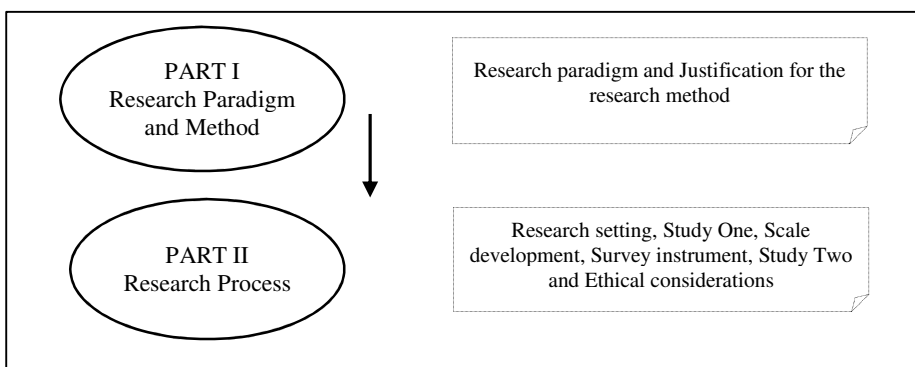 PART I
Research Paradigm
and Method
Research paradigm and Justification for the
research method
PART II
Research Process
Research setting, Study One, Scale
development, Survey instrument, Study Two
and Ethical considerations